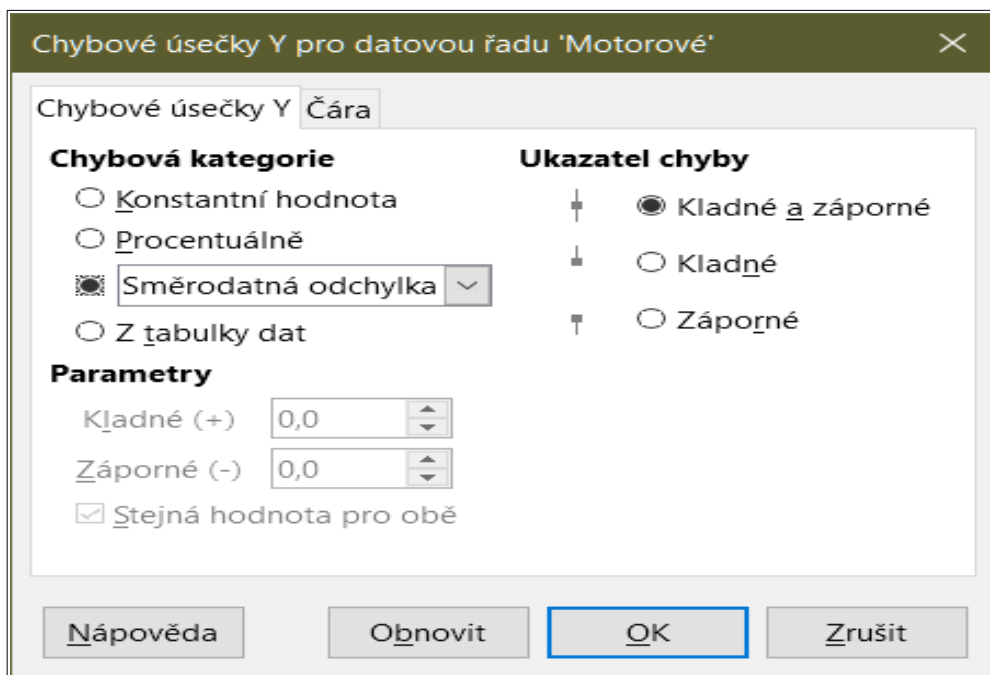 Chybové úsečky Y pro datovou řadu 'Motorové'
Chybové úsečky Y Čára
Chybová kategorie
Konstantní hodnota
Procentuálně
Směrodatná odchylka
Z tabulky dat
Parametry
Kladné (+) 0,0
Záporné (-) 0,0
Stejná hodnota pro obě
Ukazatel chyby
Kladné a záporné
Kladné
Záporné
Nápověda Obnovit OK Zrušit